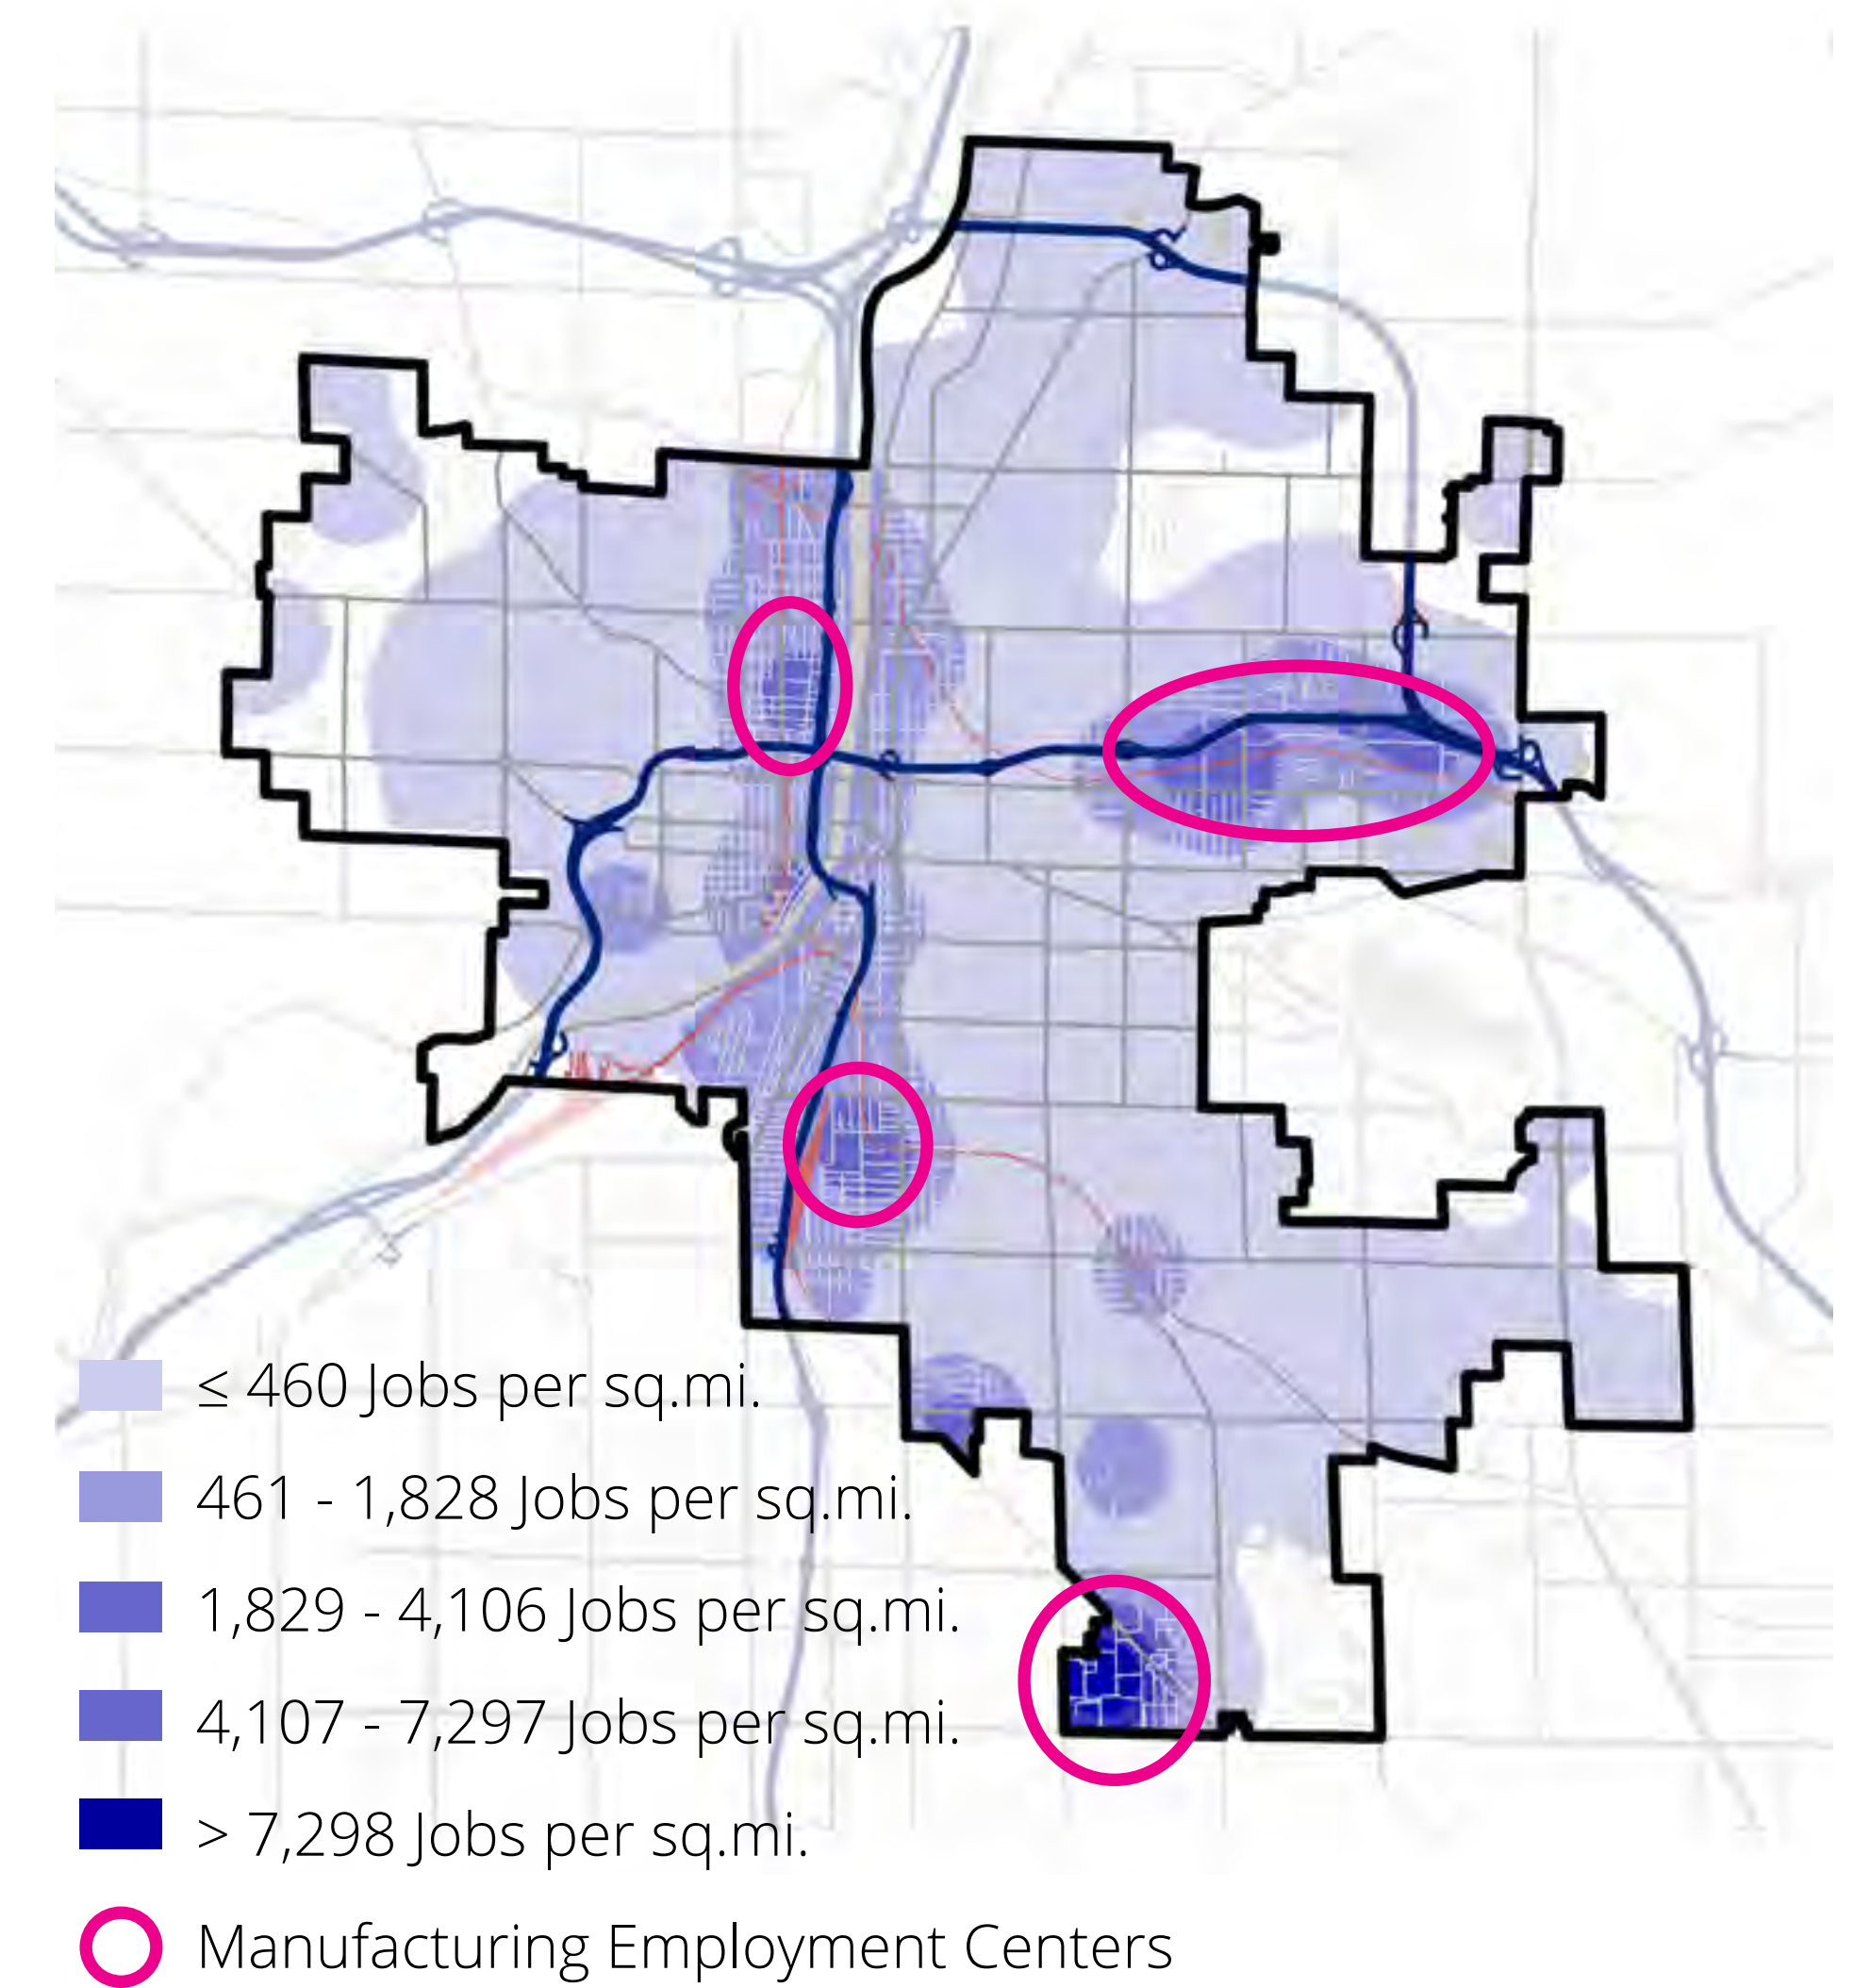 ≤ 460 Jobs per sq.mi.
461 - 1,828 Jobs per sq.mi.
1,829 - 4,106 Jobs per sq.mi.
4,107 - 7,297 Jobs per sq.mi.
> 7,298 Jobs per sq.mi.
Manufacturing Employment Centers